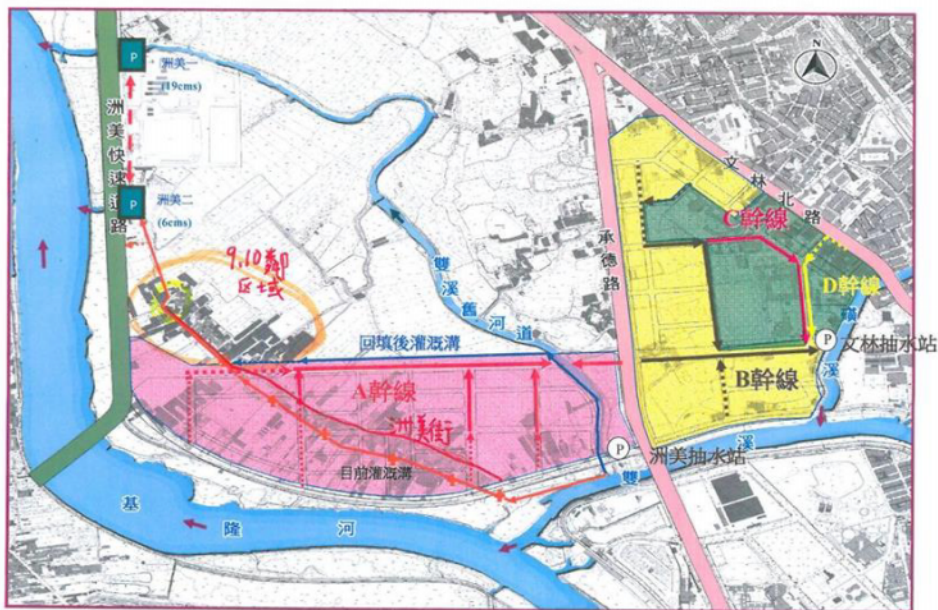 P
洲美一
(19cms)
洲美快速道路
P
洲美二
(6cms)
N
文林北路
C幹線
承德路
9.10鄰
区域
雙溪舊河道
D幹線
磺溪
P
文林抽水站
回填後灌溉溝
A幹線
B幹線
洲美街
P
洲美抽水站
目前灌溉溝
雙溪
基隆河